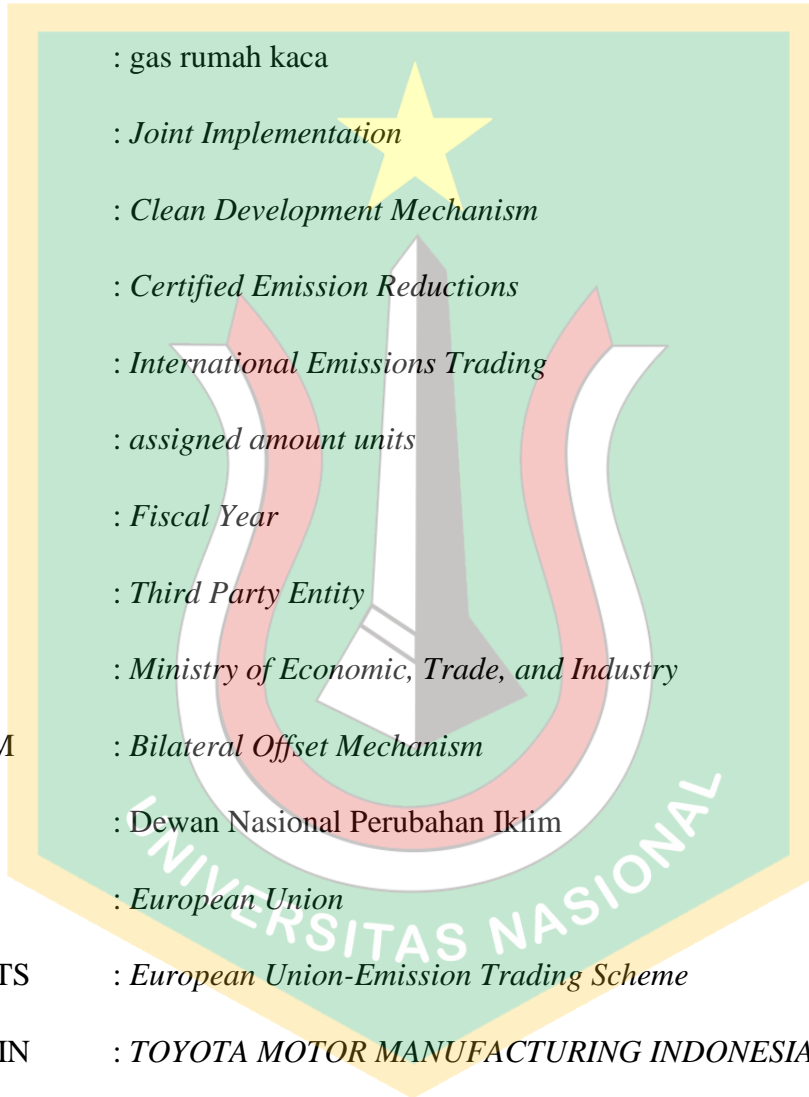 : gas rumah kaca
: Joint Implementation
: Clean Development Mechanism
: Certified Emission Reductions
: International Emissions Trading
: assigned amount units
: Fiscal Year
: Third Party Entity
: Ministry of Economic, Trade, and Industry
M : Bilateral Offset Mechanism
: Dewan Nasional Perubahan Iklim
: European Union
TS : European Union-Emission Trading Scheme
IN : TOYOTA MOTOR MANUFACTURING INDONESIA
UNIVERSITAS NASIONAL